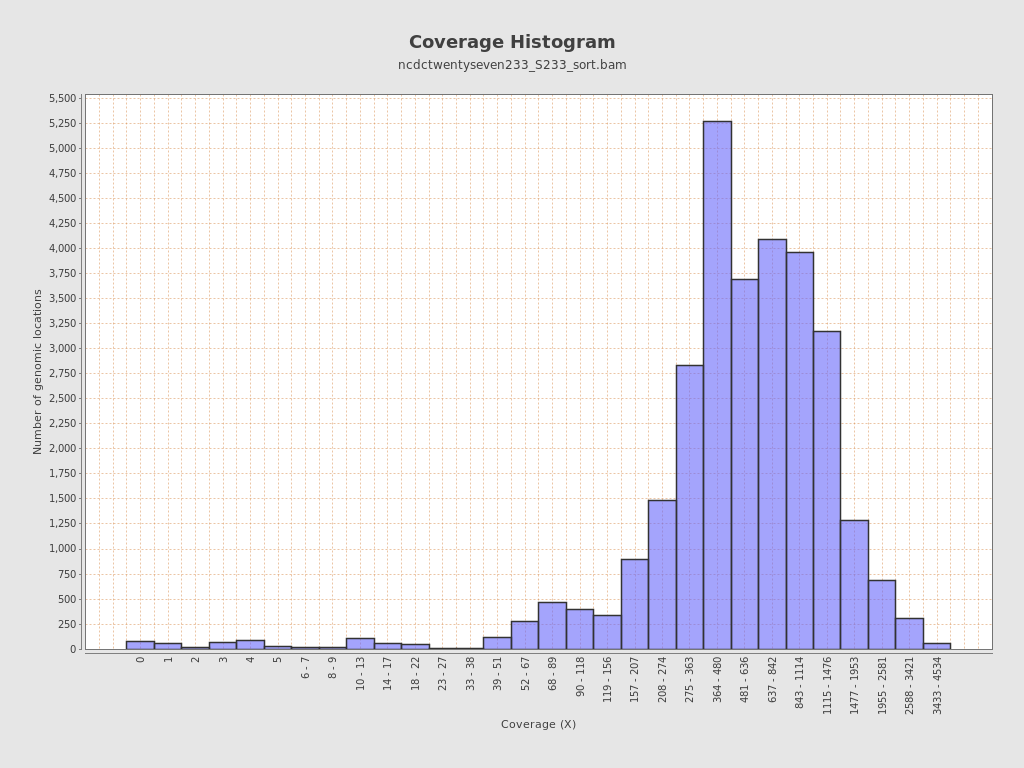 Coverage Histogram
ncdctwentyseven233_S233_sort.bam
5,500
5,250
5,000
4,750
4,500
4,250
4,000
3,750
3,500
3,250
3,000
2,750
2,500
2,250
2,000
1,750
1,500
1,250
1,000
750
500
250
0
Number of genomic locations
0
1
2
3
4
5
6 - 7
8 - 9
10 - 13
14 - 17
18 - 22
23 - 27
33 - 38
39 - 51
52 - 67
68 - 89
90 - 118
119 - 156
157 - 207
208 - 274
275 - 363
364 - 480
481 - 636
637 - 842
843 - 1114
1115 - 1476
1477 - 1953
1955 - 2581
2588 - 3421
3433 - 4534
Coverage (X)